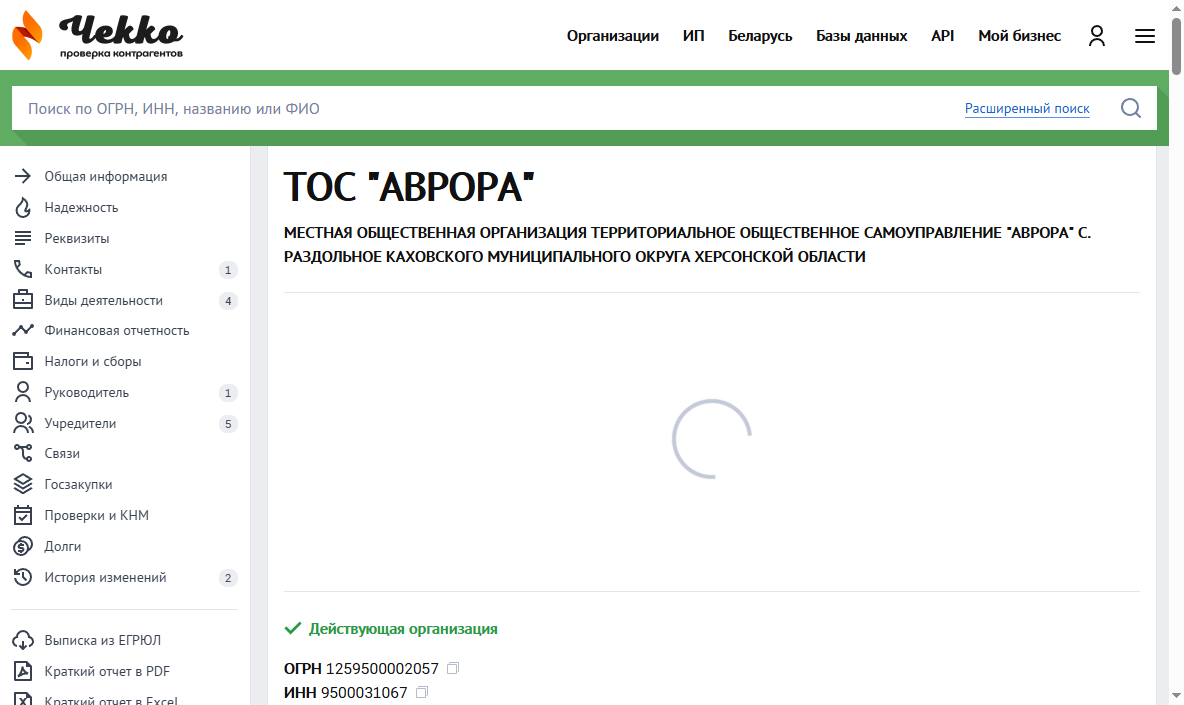 Чекко
проверка контрагентов
Организации ИП Беларусь Базы данных API Мой бизнес
Поиск по ОГРН, ИНН, названию или ФИО Расширенный поиск
Общая информация
Надежность
Реквизиты
Контакты 1
Виды деятельности 4
Финансовая отчетность
Налоги и сборы
Руководитель 1
Учредители 5
Связи
Госзакупки
Проверки и КНМ
Долги
История изменений 2
Выписка из ЕГРЮЛ
Краткий отчет в PDF
Краткий отчет в Excel
ТОС "АВРОРА"
МЕСТНАЯ ОБЩЕСТВЕННАЯ ОРГАНИЗАЦИЯ ТЕРРИТОРИАЛЬНОЕ ОБЩЕСТВЕННОЕ САМОУПРАВЛЕНИЕ "АВРОРА" С.
РАЗДОЛЬНОЕ КАХОВСКОГО МУНИЦИПАЛЬНОГО ОКРУГА ХЕРСОНСКОЙ ОБЛАСТИ
Действующая организация
ОГРН 1259500002057
ИНН 9500031067